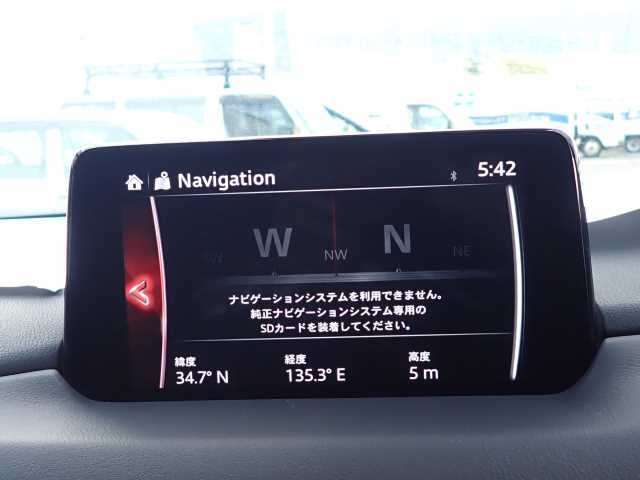 Navigation
5:42
SW W NW N NE
ナビゲーションシステムを利用できません。
純正ナビゲーションシステム専用の
SDカードを装着してください。
緯度 経度 高度
34.7° N 135.3° E 5 m